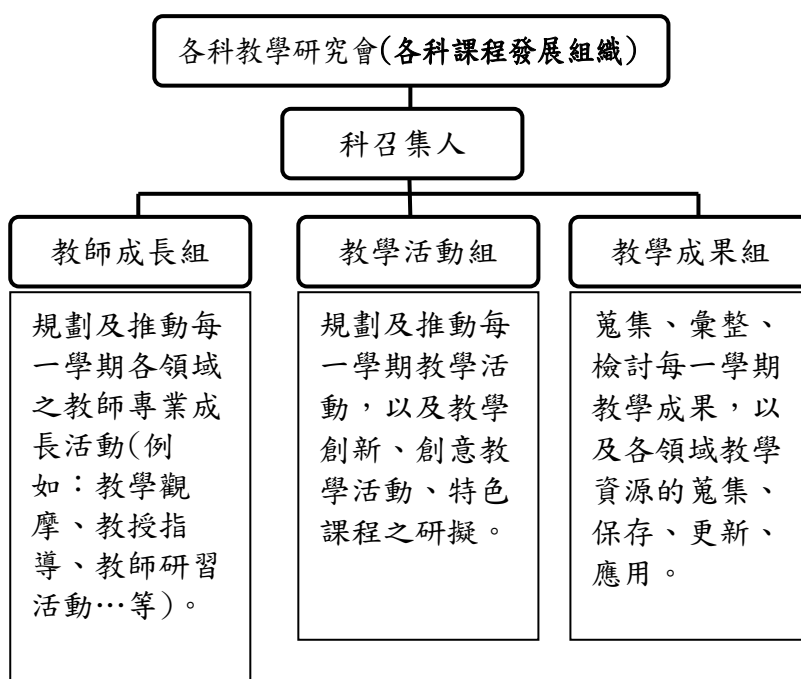 各科教學研究會(各科課程發展組織)
科召集人
教師成長組
規劃及推動每
一學期各領域
之教師專業成
長活動(例
如：教學觀
摩、教授指
導、教師研習
活動…等)。
教學活動組
規劃及推動每
一學期教學活
動，以及教學
創新、創意教
學活動、特色
課程之研擬。
教學成果組
蒐集、彙整、
檢討每一學期
教學成果，以
及各領域教學
資源的蒐集、
保存、更新、
應用。